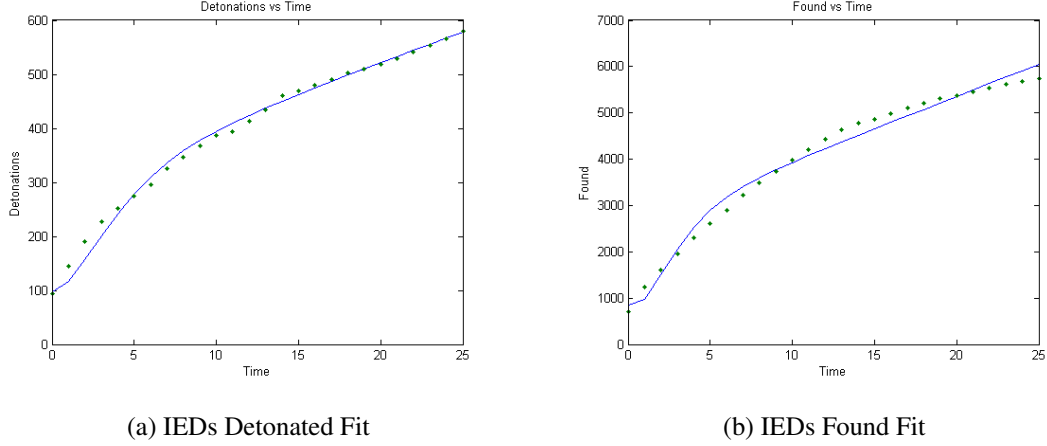 Detonations vs Time
600
500
400
300
200
100
0
Detonations
0 5 10 15 20 25
Time
(a) IEDs Detonated Fit
Found vs Time
7000
6000
5000
4000
3000
2000
1000
0
Found
0 5 10 15 20 25
Time
(b) IEDs Found Fit